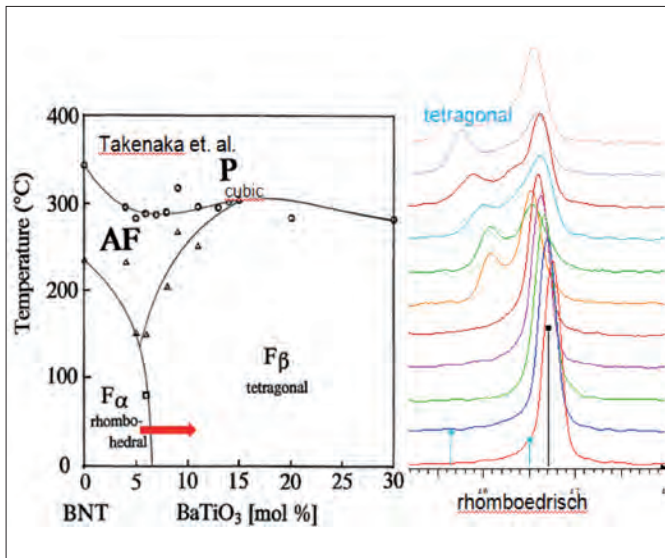 400
300
200
100
0
Temperature (°C)
Takenaka et. al.
P
cubic
AF
Fα
rhombo-
hedral
Fβ
tetragonal
0 5 10 15 20 25 30
BNT BaTiO₃ [mol %]
tetragonal
rhomboedrisch